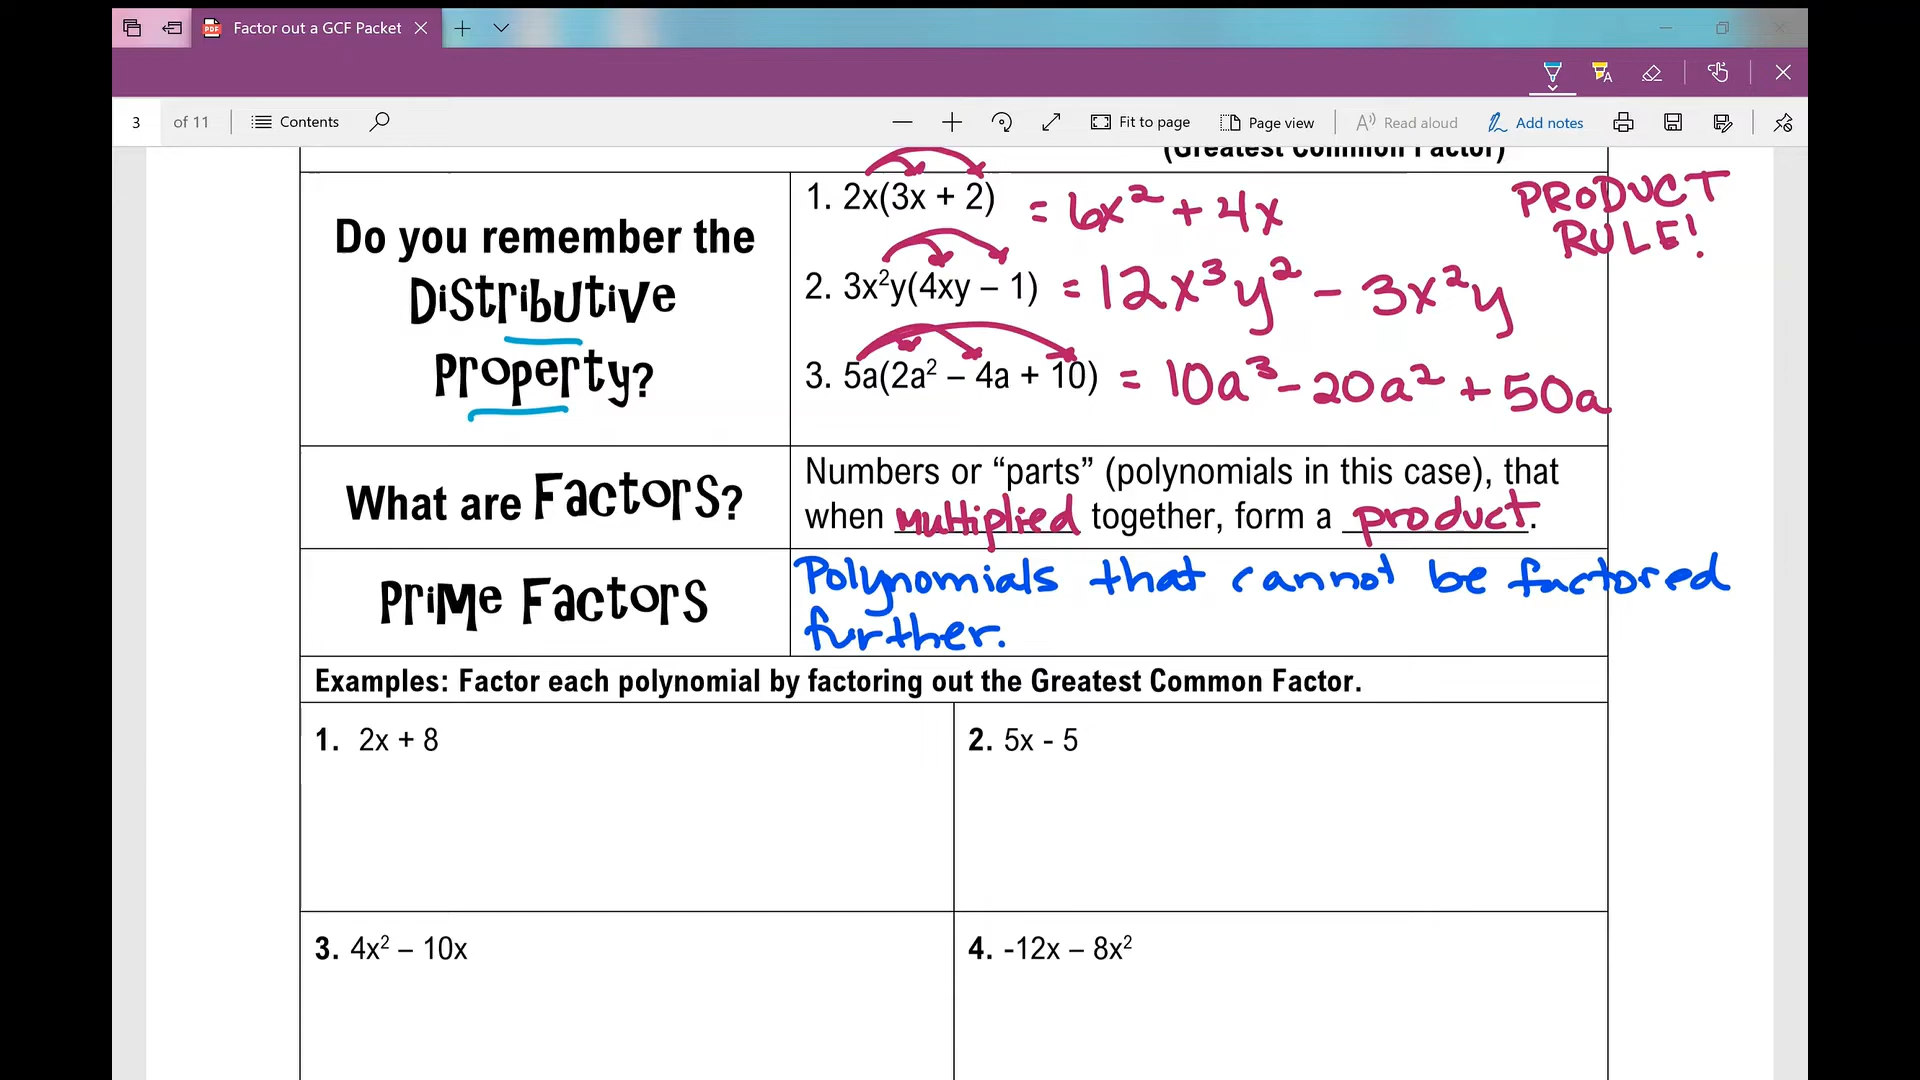 Factor out a GCF Packet
3 of 11 Contents Fit to page Page view Read aloud Add notes
(Greatest Common Factor)
Do you remember the
Distributive
Property?
1. 2x(3x + 2) = 6x² + 4x
PRODUCT
RULE!
2. 3x²y(4xy – 1) = 12x³y² – 3x²y
3. 5a(2a² – 4a + 10) = 10a³ – 20a² + 50a
What are Factors?
Numbers or “parts” (polynomials in this case), that
when multiplied together, form a product.
Prime Factors
Polynomials that cannot be factored
further.
Examples: Factor each polynomial by factoring out the Greatest Common Factor.
1. 2x + 8
2. 5x - 5
3. 4x² – 10x
4. -12x – 8x²